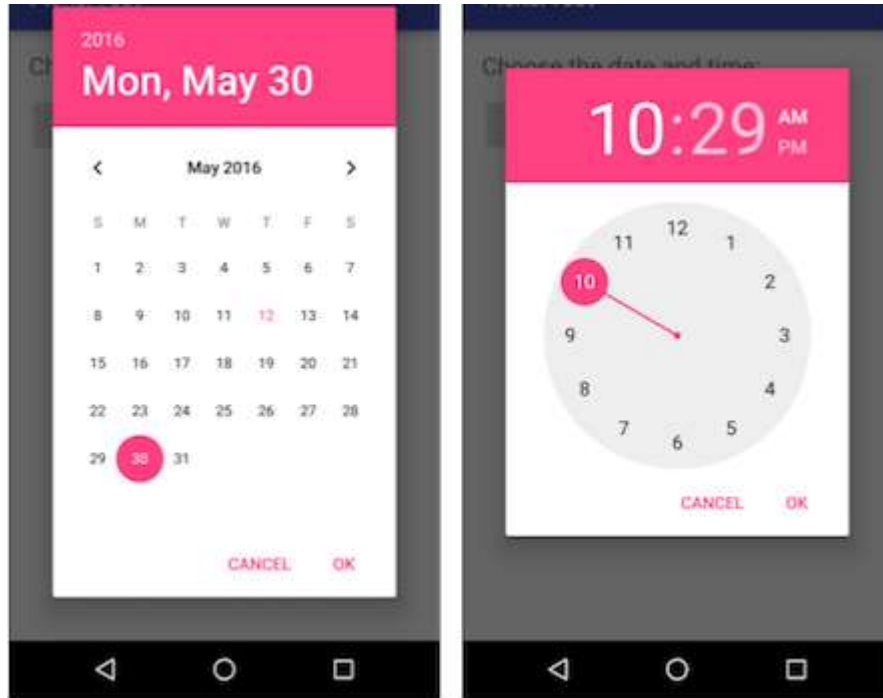 2016
Mon, May 30
May 2016
S M T W T F S
1 2 3 4 5 6 7
8 9 10 11 12 13 14
15 16 17 18 19 20 21
22 23 24 25 26 27 28
29 30 31
CANCEL OK
Choose the date and time:
10:29
AM
PM
12
11 1
10 2
9 3
8 4
7 5
6
CANCEL OK